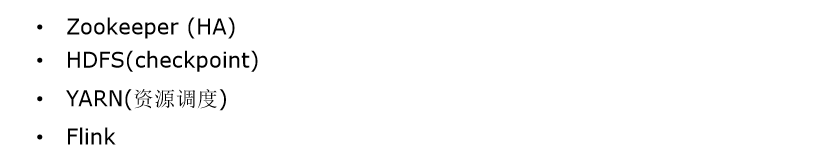 • Zookeeper (HA)
• HDFS(checkpoint)
• YARN(资源调度)
• Flink